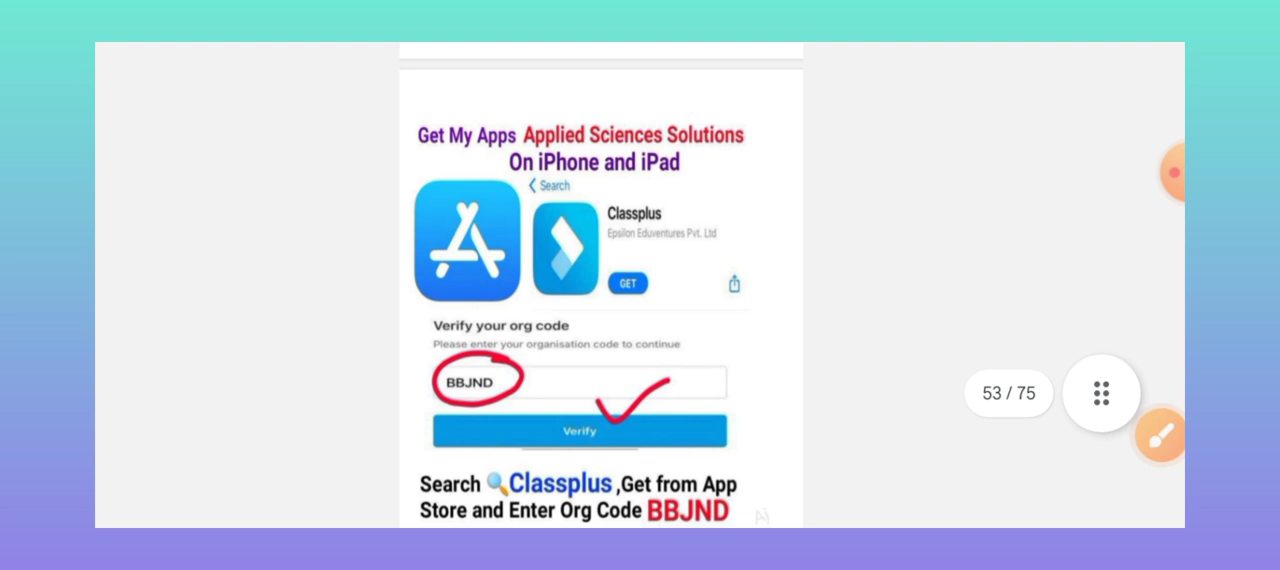 Get My Apps Applied Sciences Solutions
On iPhone and iPad
Search
Classplus
Epsilon Eduventures Pvt. Ltd
GET
Verify your org code
Please enter your organisation code to continue
BBJND
Verify
53 / 75
Search Classplus ,Get from App
Store and Enter Org Code BBJND